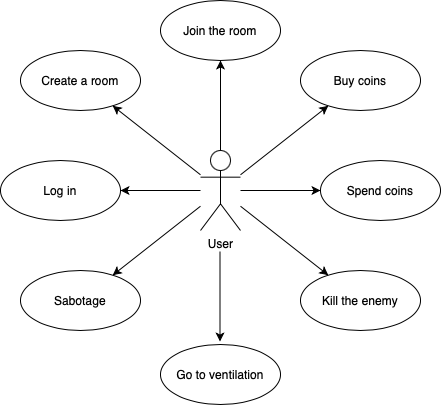 Join the room
Create a room
Buy coins
Log in
Spend coins
User
Sabotage
Kill the enemy
Go to ventilation